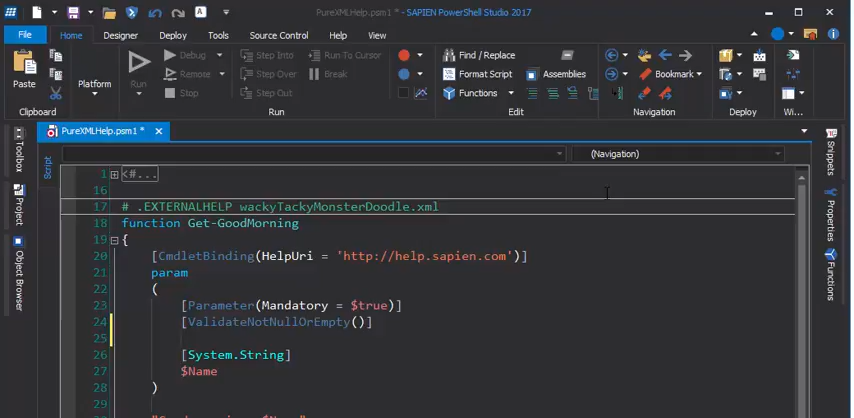 PureXMLHelp.psm1 * - SAPIEN PowerShell Studio 2017
File
Home
Designer
Deploy
Tools
Source Control
Help
View
Paste
Clipboard
Platform
Run
Debug
Remote
Stop
Step Into
Step Over
Step Out
Run To Cursor
Break
Run
Find / Replace
Format Script
Functions
Assemblies
Edit
Bookmark
Navigation
Deploy
Wi...
PureXMLHelp.psm1 *
Toolbox
Project
Object Browser
Script
Snippets
Properties
Functions
(Navigation)
1 <#...
16
17 # .EXTERNALHELP wackyTackyMonsterDoodle.xml
18 function Get-GoodMorning
19 {
20 [CmdletBinding(HelpUri = 'http://help.sapien.com')]
21 param
22 (
23 [Parameter(Mandatory = $true)]
24 [ValidateNotNullOrEmpty()]
25
26 [System.String]
27 $Name
28 )
29